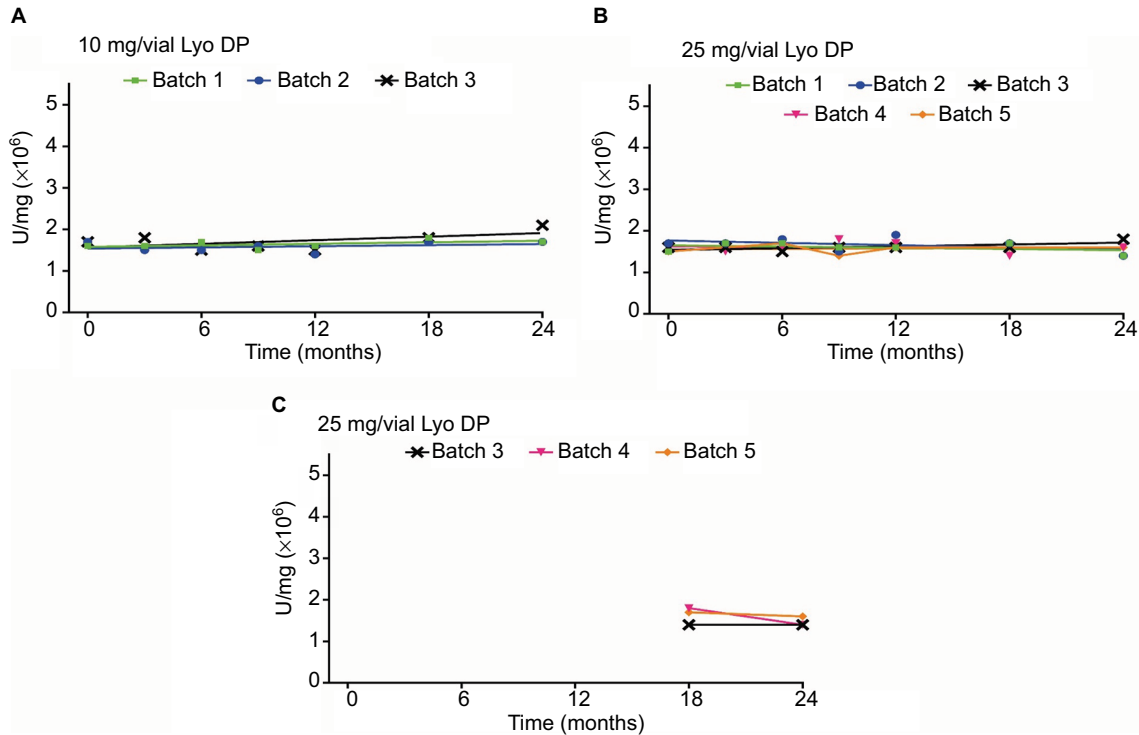 A
10 mg/vial Lyo DP
Batch 1 Batch 2 Batch 3
5
4
3
2
1
0
U/mg (×10⁶)
0 6 12 18 24
Time (months)
B
25 mg/vial Lyo DP
Batch 1 Batch 2 Batch 3
Batch 4 Batch 5
5
4
3
2
1
0
U/mg (×10⁶)
0 6 12 18 24
Time (months)
C
25 mg/vial Lyo DP
Batch 3 Batch 4 Batch 5
5
4
3
2
1
0
U/mg (×10⁶)
0 6 12 18 24
Time (months)